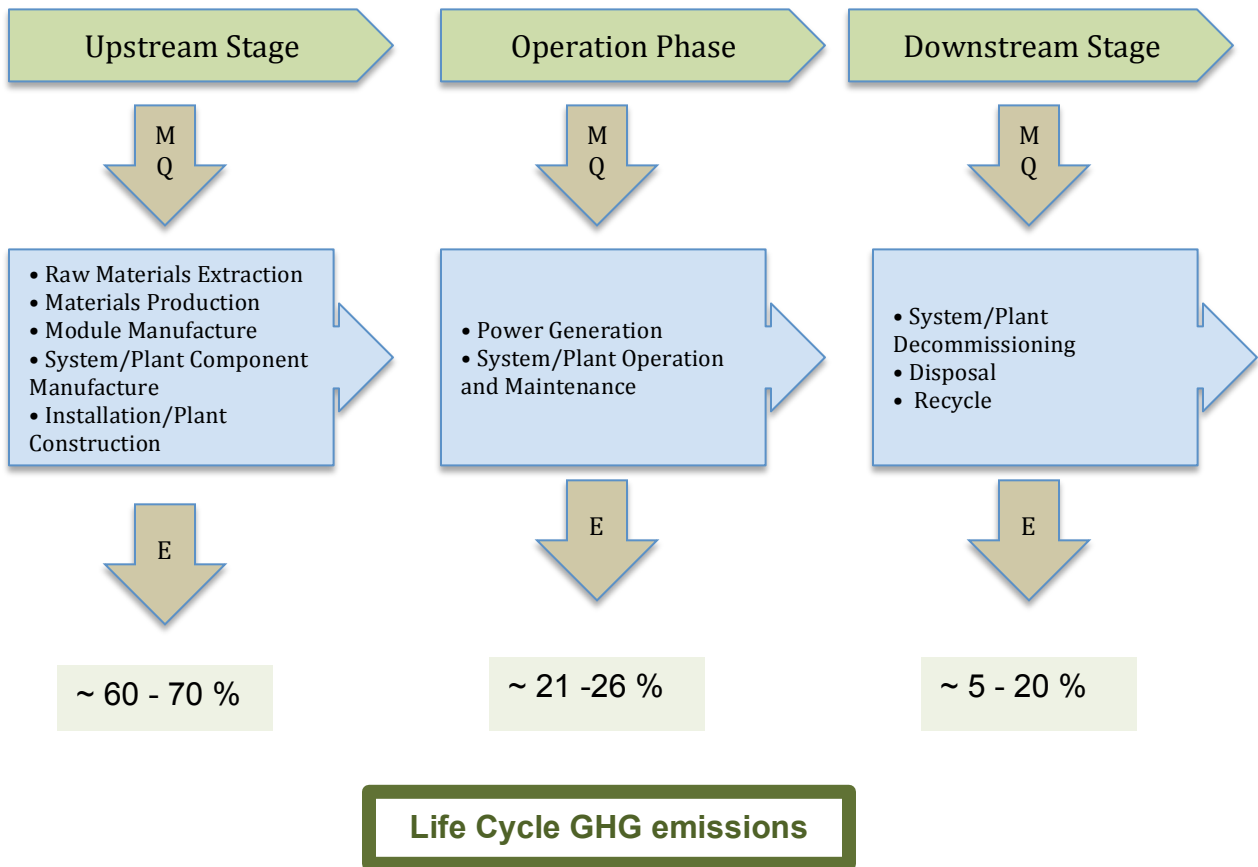 Upstream Stage
Operation Phase
Downstream Stage
M
Q
M
Q
M
Q
• Raw Materials Extraction
• Materials Production
• Module Manufacture
• System/Plant Component
Manufacture
• Installation/Plant
Construction
• Power Generation
• System/Plant Operation
and Maintenance
• System/Plant
Decommissioning
• Disposal
• Recycle
E
E
E
~ 60 - 70 %
~ 21 -26 %
~ 5 - 20 %
Life Cycle GHG emissions